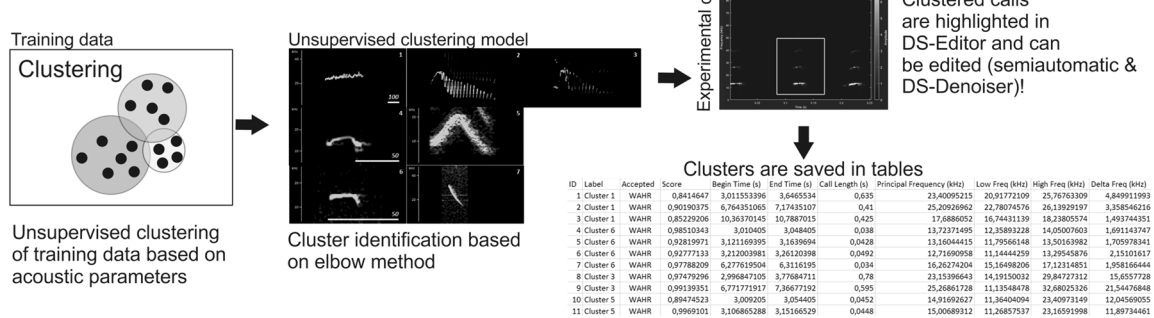 Training data
Clustering
Unsupervised clustering
of training data based on
acoustic parameters
Unsupervised clustering model
1
100
2
3
4
50
5
6
50
7
Cluster identification based
on elbow method
Experimental
Clustered calls
are highlighted in
DS-Editor and can
be edited (semiautomatic &
DS-Denoiser)!
Clusters are saved in tables
ID Label Accepted Score Begin Time (s) End Time (s) Call Length (s) Principal Frequency (kHz) Low Freq (kHz) High Freq (kHz) Delta Freq (kHz)
1 Cluster 1 WAHR 0,8414647 3,011553396 3,6465534 0,635 23,40095215 20,91772109 25,76763309 4,849911993
2 Cluster 1 WAHR 0,90190375 6,764351065 7,17435107 0,41 25,20926962 22,78074576 26,13929197 3,358546216
3 Cluster 1 WAHR 0,85229206 10,36370145 10,7887015 0,425 17,6886052 16,74431139 18,23805574 1,493744351
4 Cluster 6 WAHR 0,98510343 3,010405 3,048405 0,038 13,72371495 12,35893228 14,05007603 1,691143747
5 Cluster 6 WAHR 0,92819971 3,121169395 3,1639694 0,0428 13,16044415 11,79566148 13,50163982 1,705978341
6 Cluster 6 WAHR 0,92777133 3,212003981 3,26120398 0,0492 12,71690958 11,14444259 13,29545876 2,15101617
7 Cluster 6 WAHR 0,97788209 6,277619504 6,3116195 0,034 16,26274204 15,16498206 17,12314851 1,958166444
8 Cluster 3 WAHR 0,97479296 2,996847105 3,77684711 0,78 23,15396643 14,19150032 29,84727312 15,6557728
9 Cluster 3 WAHR 0,99139351 6,771771917 7,36677192 0,595 25,26861728 11,13548478 32,68025326 21,54476848
10 Cluster 5 WAHR 0,89474523 3,009205 3,054405 0,0452 14,91692627 11,36404094 23,40973149 12,04569055
11 Cluster 5 WAHR 0,9969101 3,106865288 3,15166529 0,0448 15,00689312 11,26857537 23,16591998 11,89734461